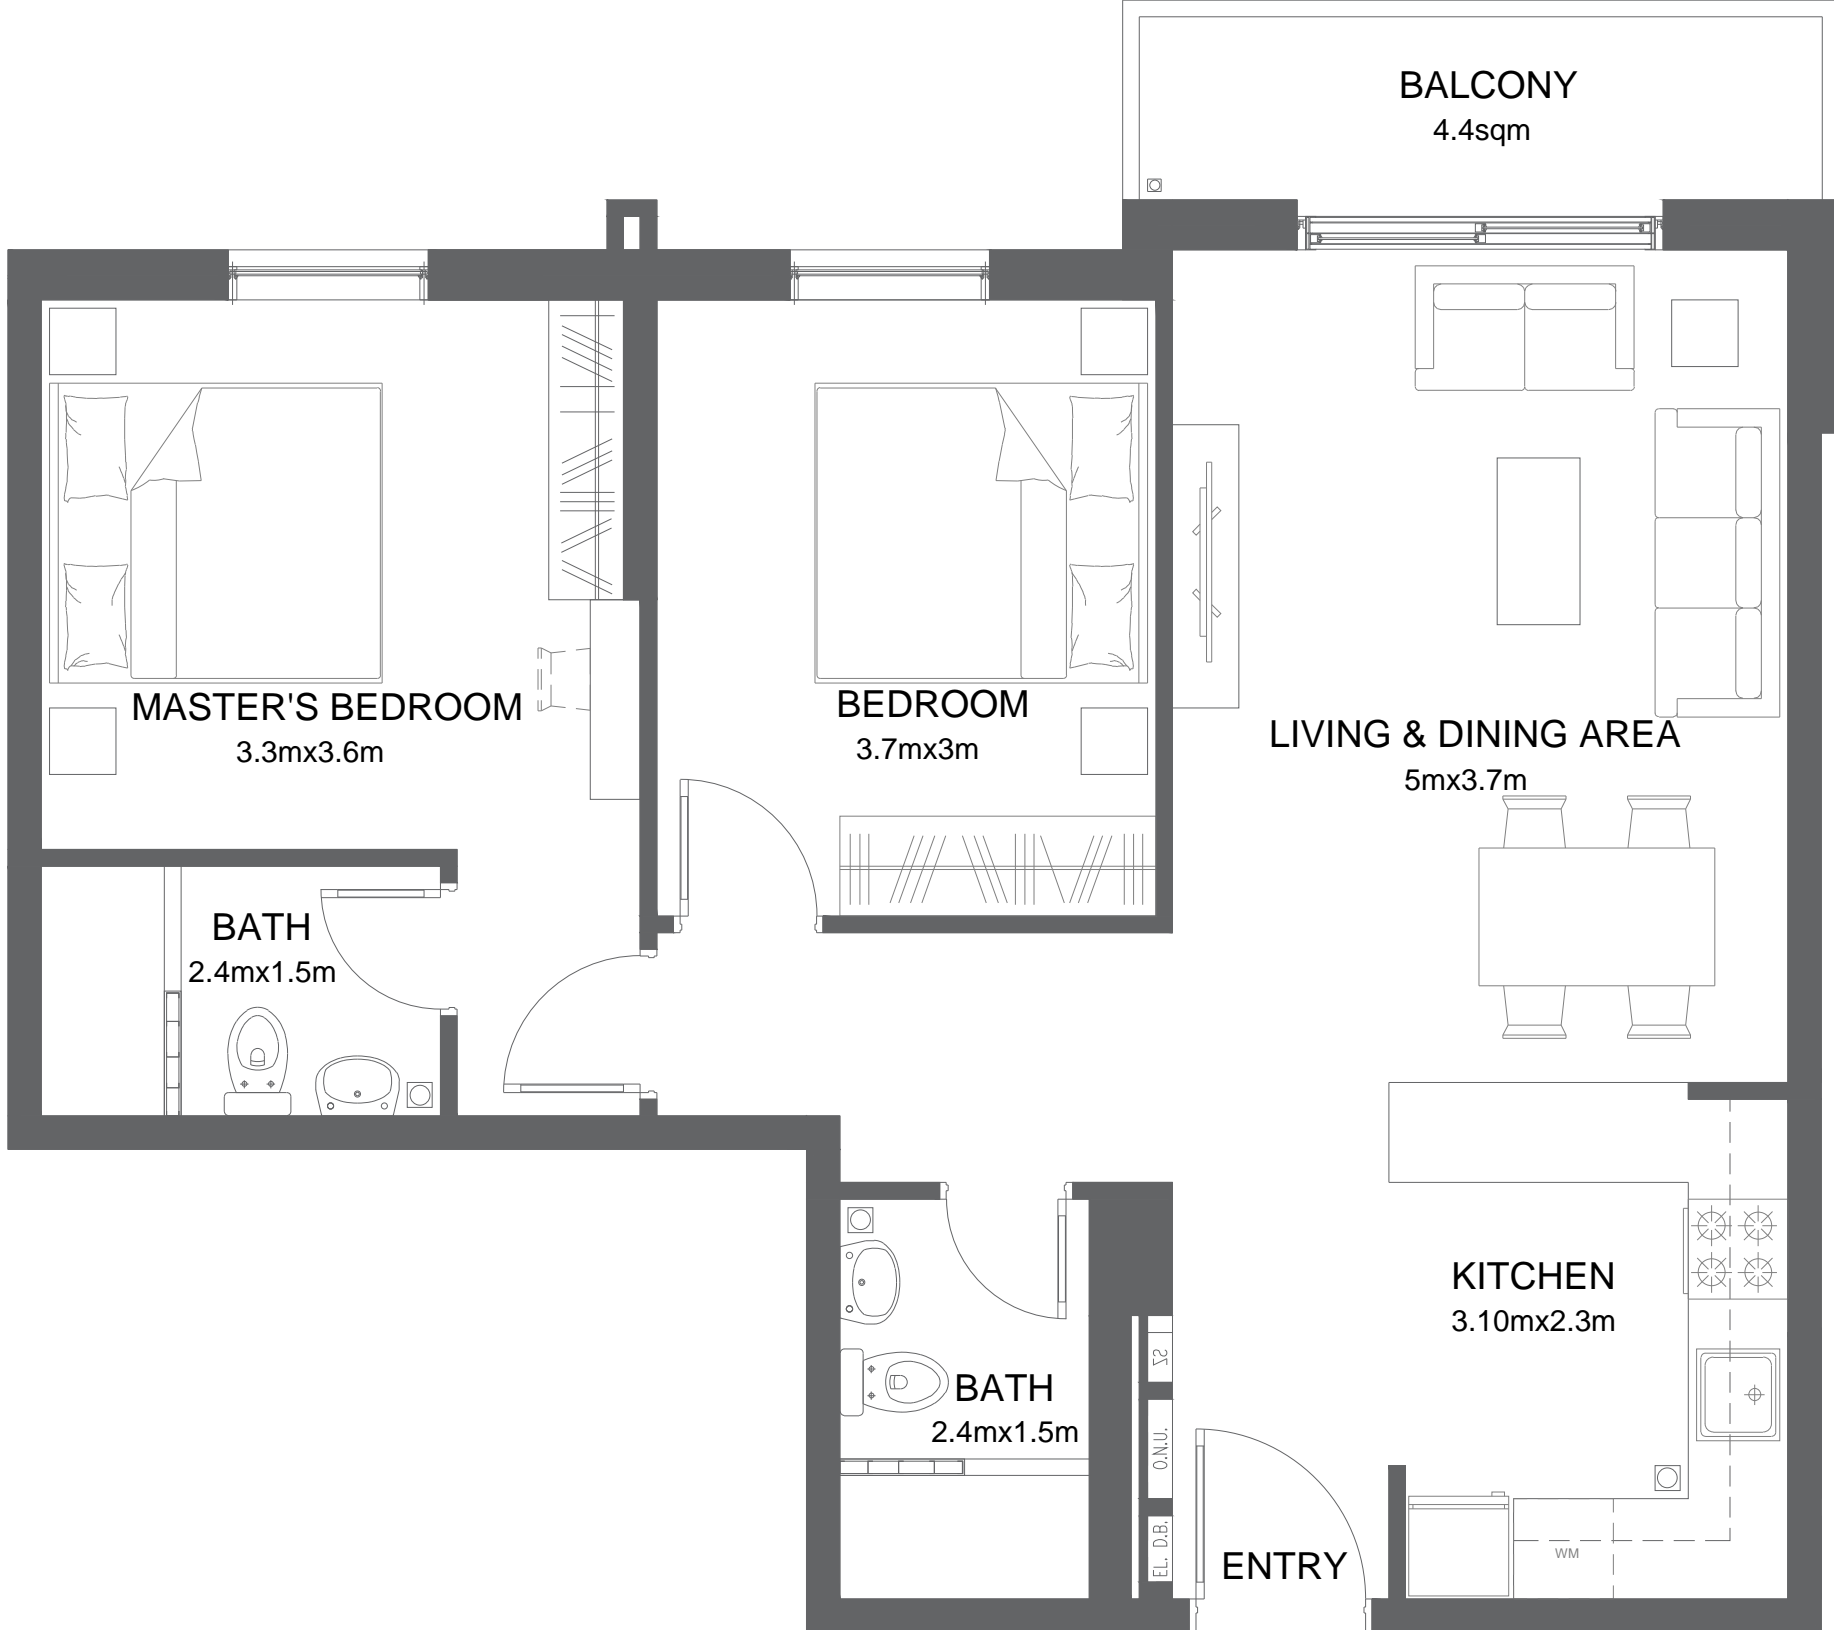 BALCONY
4.4sqm
MASTER'S BEDROOM
3.3mx3.6m
BEDROOM
3.7mx3m
LIVING & DINING AREA
5mx3.7m
BATH
2.4mx1.5m
KITCHEN
3.10mx2.3m
BATH
2.4mx1.5m
O.N.U.
EL. D.B.
ENTRY
WM